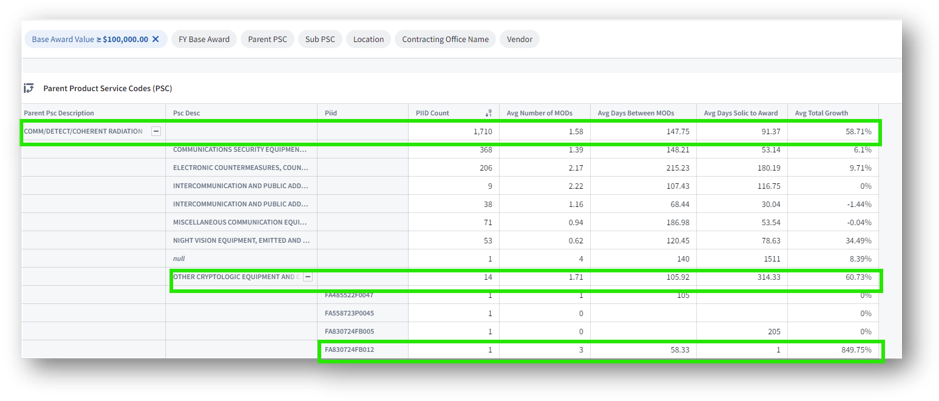 Base Award Value ≥ $100,000.00 ✕ FY Base Award Parent PSC Sub PSC Location Contracting Office Name Vendor
Parent Product Service Codes (PSC)
Parent Psc Description Psc Desc Piid PIID Count Avg Number of MODs Avg Days Between MODs Avg Days Solic to Award Avg Total Growth
COMM/DETECT/COHERENT RADIATION 1,710 1.58 147.75 91.37 58.71%
COMMUNICATIONS SECURITY EQUIPMEN... 368 1.39 148.21 53.14 6.1%
ELECTRONIC COUNTERMEASURES, COUN... 206 2.17 215.23 180.19 9.71%
INTERCOMMUNICATION AND PUBLIC ADD... 9 2.22 107.43 116.75 0%
INTERCOMMUNICATION AND PUBLIC ADD... 38 1.16 68.44 30.04 -1.44%
MISCELLANEOUS COMMUNICATION EQUI... 71 0.94 186.98 53.54 -0.04%
NIGHT VISION EQUIPMENT, EMITTED AND ... 53 0.62 120.45 78.63 34.49%
null 1 4 140 1511 8.39%
OTHER CRYPTOLOGIC EQUIPMENT AND 14 1.71 105.92 314.33 60.73%
FA485522F0047 1 1 105 0%
FA558723P0045 1 0 0%
FA830724FB005 1 0 205 0%
FA830724FB012 1 3 58.33 1 849.75%